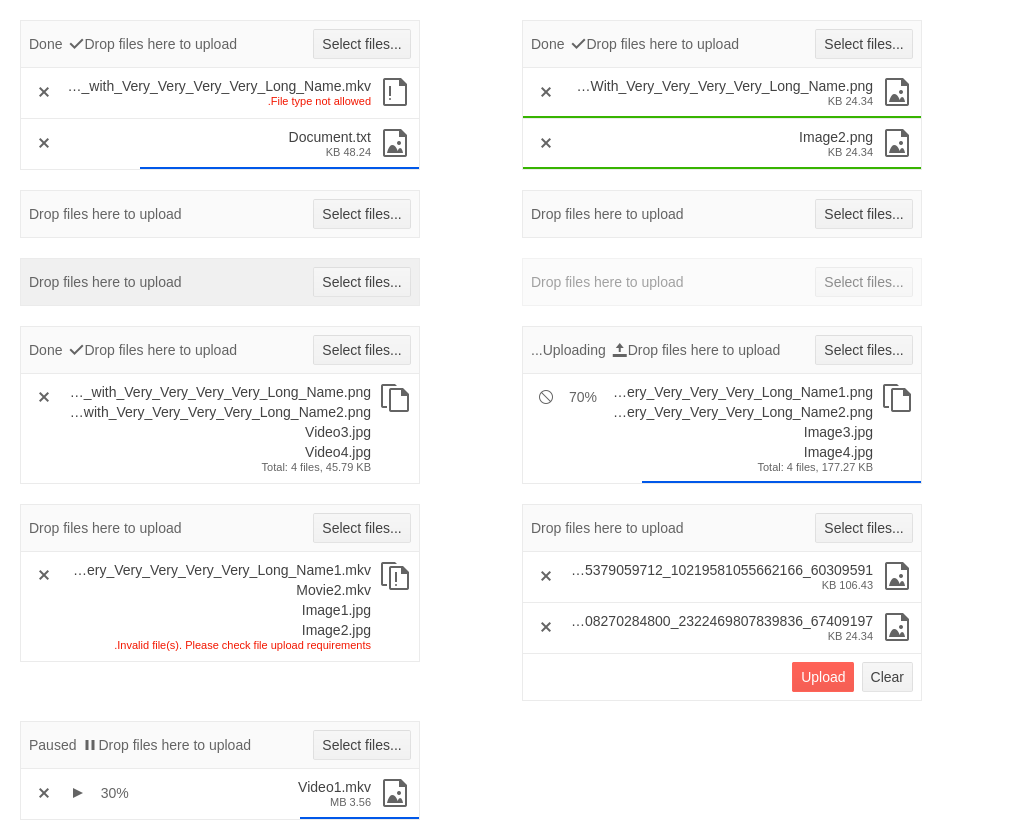 Done Drop files here to upload Select files...
..._with_Very_Very_Very_Very_Long_Name.mkv
.File type not allowed
Document.txt
KB 48.24
Done Drop files here to upload Select files...
...With_Very_Very_Very_Very_Long_Name.png
KB 24.34
Image2.png
KB 24.34
Drop files here to upload Select files...
Drop files here to upload Select files...
Drop files here to upload Select files...
Drop files here to upload Select files...
Done Drop files here to upload Select files...
..._with_Very_Very_Very_Very_Long_Name.png
...with_Very_Very_Very_Very_Long_Name2.png
Video3.jpg
Video4.jpg
Total: 4 files, 45.79 KB
...Uploading Drop files here to upload Select files...
70% ...ery_Very_Very_Very_Long_Name1.png
...ery_Very_Very_Very_Long_Name2.png
Image3.jpg
Image4.jpg
Total: 4 files, 177.27 KB
Drop files here to upload Select files...
...ery_Very_Very_Very_Very_Long_Name1.mkv
Movie2.mkv
Image1.jpg
Image2.jpg
.Invalid file(s). Please check file upload requirements
Drop files here to upload Select files...
...5379059712_10219581055662166_60309591
KB 106.43
...08270284800_2322469807839836_67409197
KB 24.34
Upload Clear
Paused Drop files here to upload Select files...
30% Video1.mkv
MB 3.56